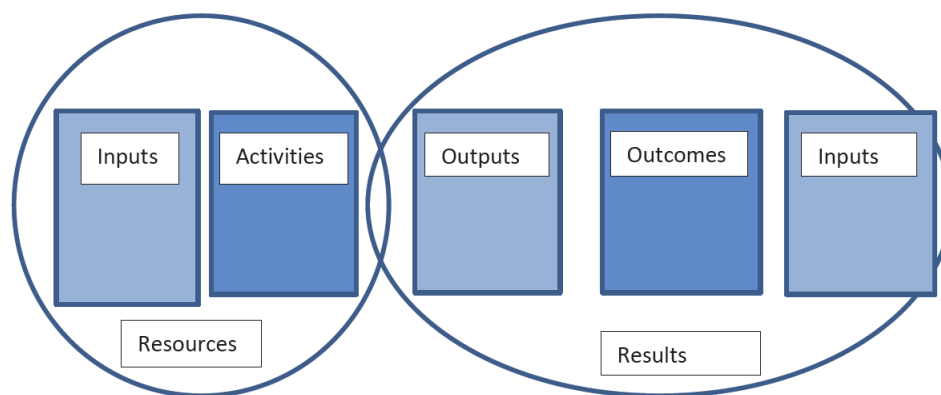 Inputs
Activities
Outputs
Outcomes
Inputs
Resources
Results